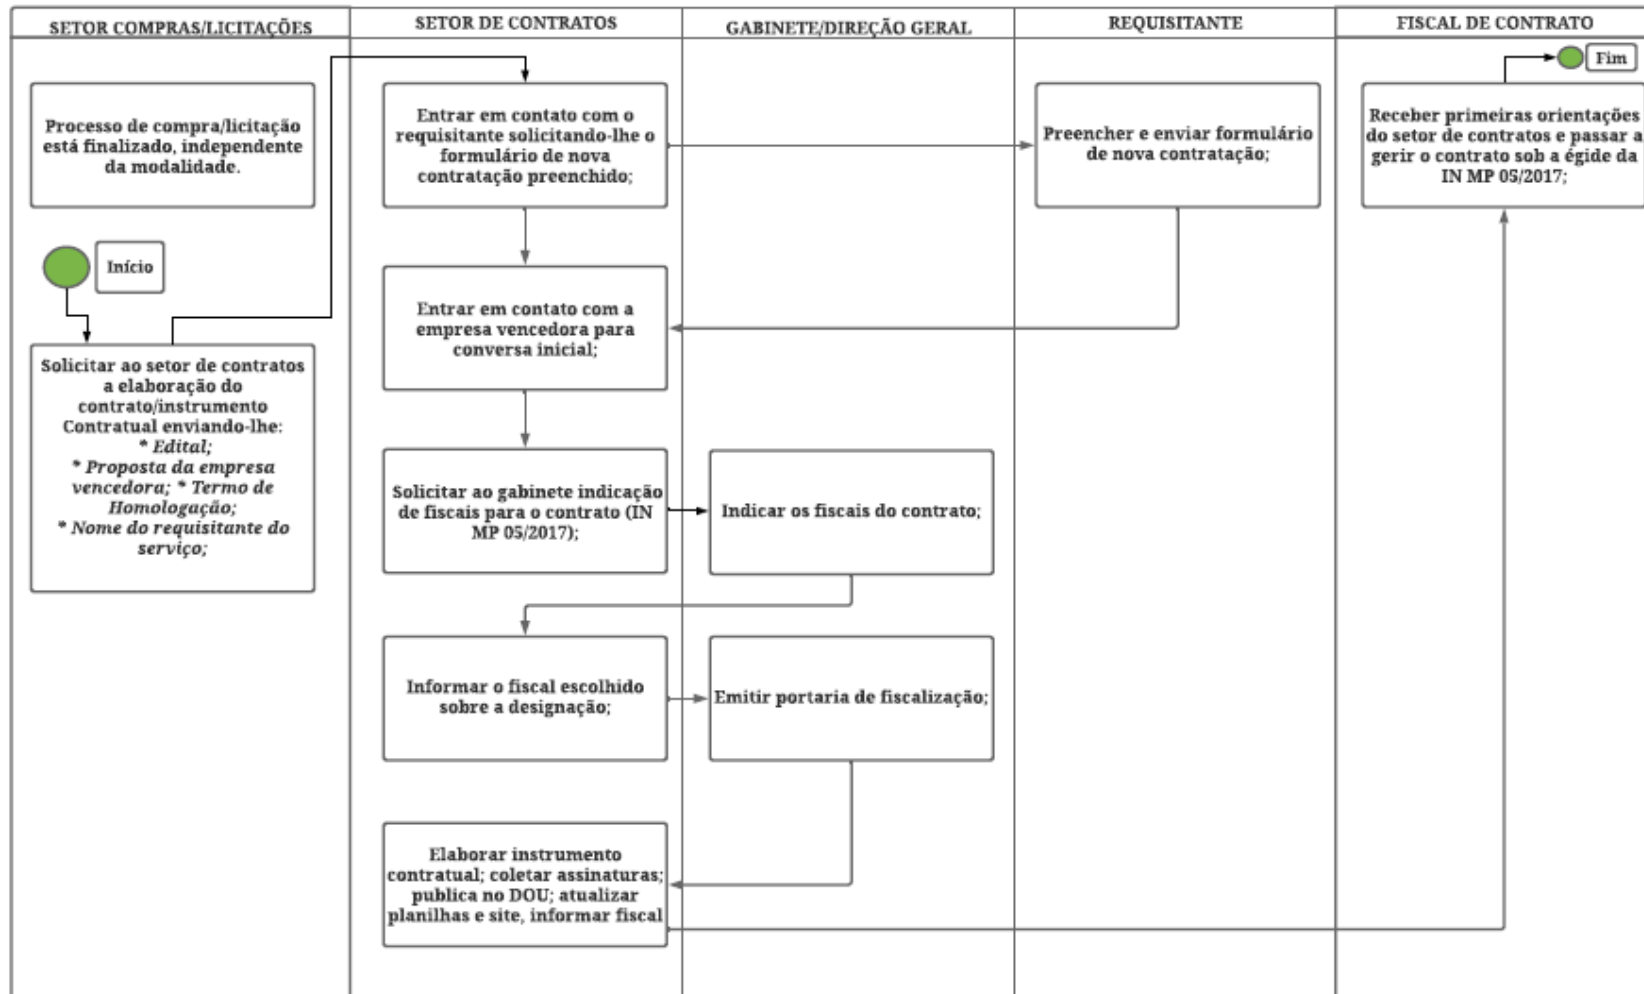 SETOR COMPRAS/LICITAÇÕES
SETOR DE CONTRATOS
GABINETE/DIREÇÃO GERAL
REQUISITANTE
FISCAL DE CONTRATO
Fim
Processo de compra/licitação
está finalizado, independente
da modalidade.
Entrar em contato com o
requisitante solicitando-lhe o
formulário de nova
contratação preenchido;
Preencher e enviar formulário
de nova contratação;
Receber primeiras orientações
do setor de contratos e passar a
gerir o contrato sob a égide da
IN MP 05/2017;
Início
Entrar em contato com a
empresa vencedora para
conversa inicial;
Solicitar ao setor de contratos
a elaboração do
contrato/instrumento
Contratual enviando-lhe:
* Edital;
* Proposta da empresa
vencedora; * Termo de
Homologação;
* Nome do requisitante do
serviço;
Solicitar ao gabinete indicação
de fiscais para o contrato (IN
MP 05/2017);
Indicar os fiscais do contrato;
Informar o fiscal escolhido
sobre a designação;
Emitir portaria de fiscalização;
Elaborar instrumento
contratual; coletar assinaturas;
publica no DOU; atualizar
planilhas e site, informar fiscal